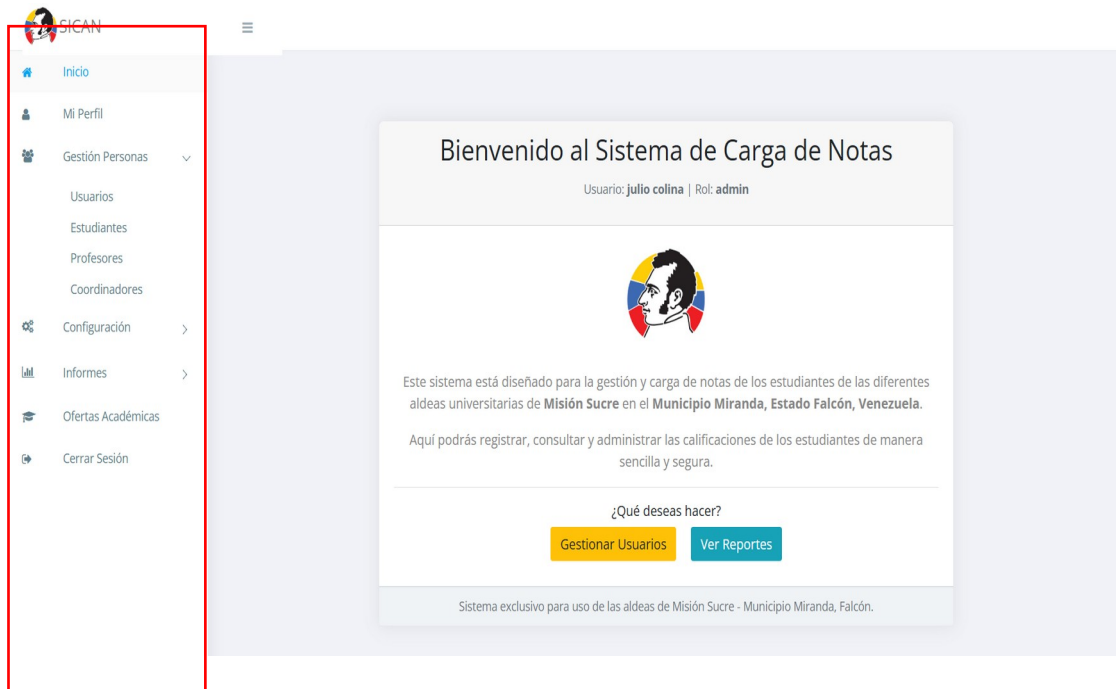 SICAN
Inicio
Mi Perfil
Gestión Personas
Usuarios
Estudiantes
Profesores
Coordinadores
Configuración
Informes
Ofertas Académicas
Cerrar Sesión
Bienvenido al Sistema de Carga de Notas
Usuario: julio colina | Rol: admin
Este sistema está diseñado para la gestión y carga de notas de los estudiantes de las diferentes
aldeas universitarias de Misión Sucre en el Municipio Miranda, Estado Falcón, Venezuela.
Aquí podrás registrar, consultar y administrar las calificaciones de los estudiantes de manera
sencilla y segura.
¿Qué deseas hacer?
Gestionar Usuarios
Ver Reportes
Sistema exclusivo para uso de las aldeas de Misión Sucre - Municipio Miranda, Falcón.